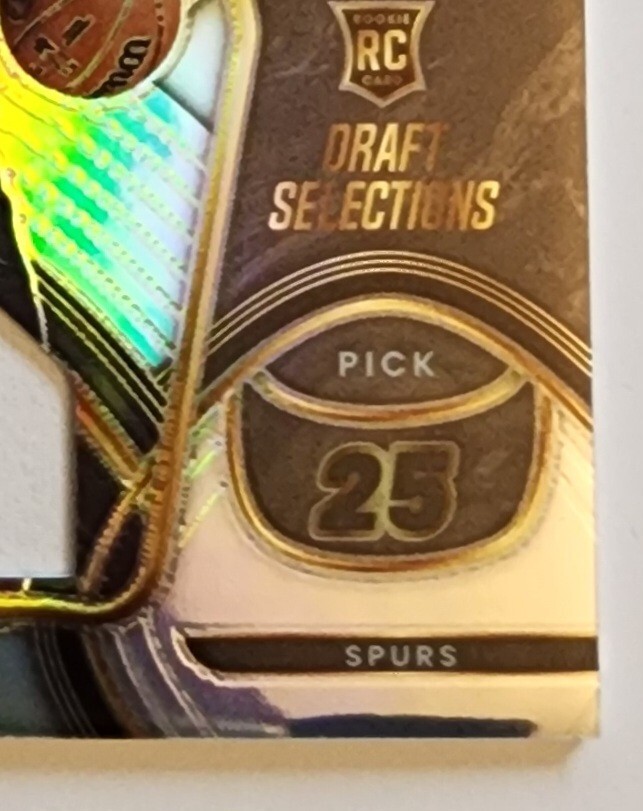 ROOKIE
RC
CARD
DRAFT
SELECTIONS
PICK
25
SPURS